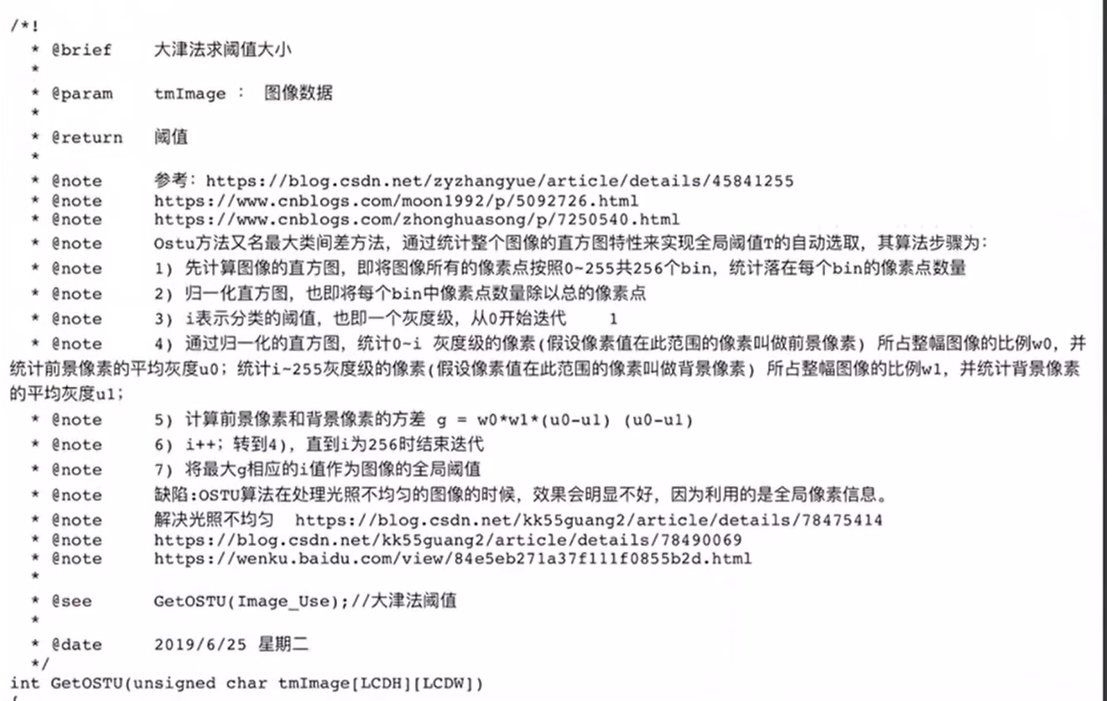 /*!
* @brief 大津法求阈值大小
*
* @param tmImage ： 图像数据
*
* @return 阈值
*
* @note 参考：https://blog.csdn.net/zyzhangyue/article/details/45841255
* @note https://www.cnblogs.com/moon1992/p/5092726.html
* @note https://www.cnblogs.com/zhonghuasong/p/7250540.html
* @note Ostu方法又名最大类间差方法，通过统计整个图像的直方图特性来实现全局阈值T的自动选取，其算法步骤为：
* @note 1) 先计算图像的直方图，即将图像所有的像素点按照0~255共256个bin，统计落在每个bin的像素点数量
* @note 2) 归一化直方图，也即将每个bin中像素点数量除以总的像素点
* @note 3) i表示分类的阈值，也即一个灰度级，从0开始迭代 1
* @note 4) 通过归一化的直方图，统计0~i 灰度级的像素(假设像素值在此范围的像素叫做前景像素) 所占整幅图像的比例w0，并
统计前景像素的平均灰度u0；统计i~255灰度级的像素(假设像素值在此范围的像素叫做背景像素) 所占整幅图像的比例w1，并统计背景像素
的平均灰度u1；
* @note 5) 计算前景像素和背景像素的方差 g = w0*w1*(u0-u1) (u0-u1)
* @note 6) i++；转到4)，直到i为256时结束迭代
* @note 7) 将最大g相应的i值作为图像的全局阈值
* @note 缺陷:OSTU算法在处理光照不均匀的图像的时候，效果会明显不好，因为利用的是全局像素信息。
* @note 解决光照不均匀 https://blog.csdn.net/kk55guang2/article/details/78475414
* @note https://blog.csdn.net/kk55guang2/article/details/78490069
* @note https://wenku.baidu.com/view/84e5eb271a37f111f0855b2d.html
*
* @see GetOSTU(Image_Use);//大津法阈值
*
* @date 2019/6/25 星期二
*/
int GetOSTU(unsigned char tmImage[LCDH][LCDW])
{